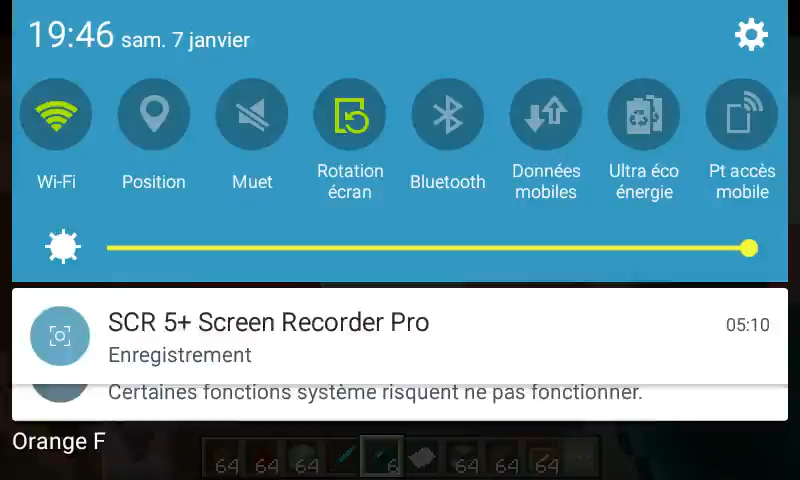 19:46 sam. 7 janvier
Wi-Fi
Position
Muet
Rotation
écran
Bluetooth
Données
mobiles
Ultra éco
énergie
Pt accès
mobile
SCR 5+ Screen Recorder Pro
05:10
Enregistrement
Certaines fonctions système risquent ne pas fonctionner.
Orange F
64 64 64 6 64 64 64